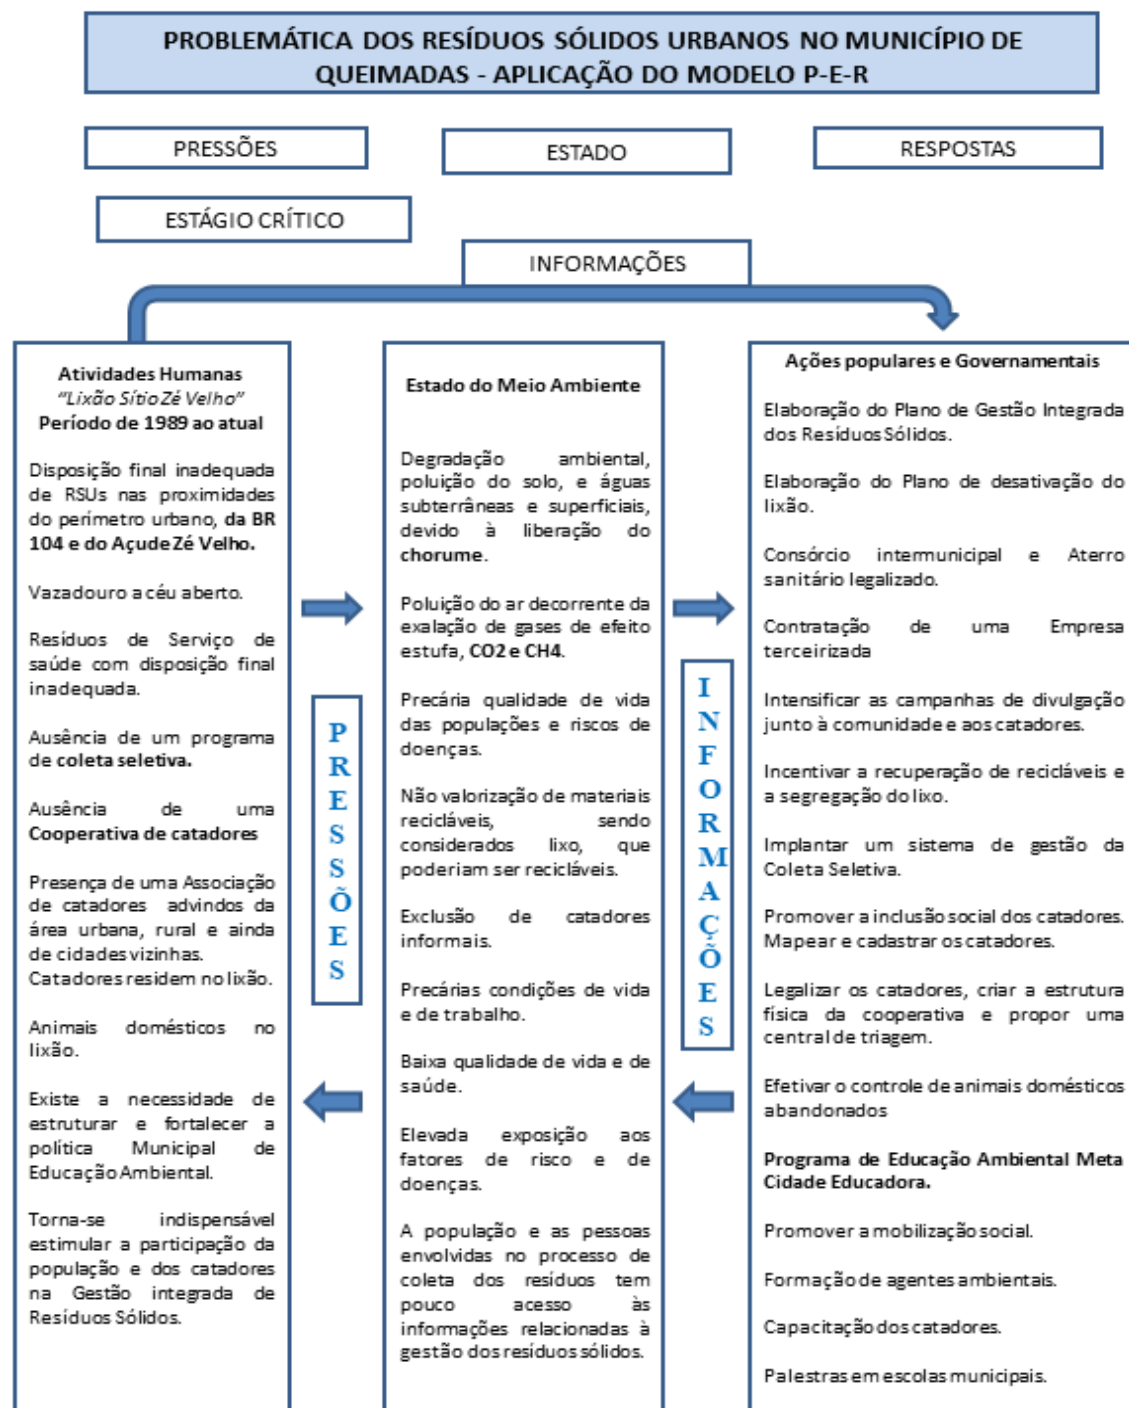 PROBLEMÁTICA DOS RESÍDUOS SÓLIDOS URBANOS NO MUNICÍPIO DE
QUEIMADAS - APLICAÇÃO DO MODELO P-E-R
PRESSÕES
ESTADO
RESPOSTAS
ESTÁGIO CRÍTICO
INFORMAÇÕES
Atividades Humanas
“Lixão Sítio Zé Velho”
Período de 1989 ao atual
Disposição final inadequada
de RSUs nas proximidades
do perímetro urbano, da BR
104 e do Açude Zé Velho.
Vazadouro a céu aberto.
Resíduos de Serviço de
saúde com disposição final
inadequada.
Ausência de um programa
de coleta seletiva.
Ausência de uma
Cooperativa de catadores
Presença de uma Associação
de catadores advindos da
área urbana, rural e ainda
de cidades vizinhas.
Catadores residem no lixão.
Animais domésticos no
lixão.
Existe a necessidade de
estruturar e fortalecer a
política Municipal de
Educação Ambiental.
Torna-se indispensável
estimular a participação da
população e dos catadores
na Gestão integrada de
Resíduos Sólidos.
PRESSÕES
Estado do Meio Ambiente
Degradação ambiental,
poluição do solo, e águas
subterrâneas e superficiais,
devido à liberação do
chorume.
Poluição do ar decorrente da
exalação de gases de efeito
estufa, CO2 e CH4.
Precária qualidade de vida
das populações e riscos de
doenças.
Não valorização de materiais
recicláveis, sendo
considerados lixo, que
poderiam ser recicláveis.
Exclusão de catadores
informais.
Precárias condições de vida
e de trabalho.
Baixa qualidade de vida e de
saúde.
Elevada exposição aos
fatores de risco e de
doenças.
A população e as pessoas
envolvidas no processo de
coleta dos resíduos tem
pouco acesso às
informações relacionadas à
gestão dos resíduos sólidos.
INFORMAÇÕES
Ações populares e Governamentais
Elaboração do Plano de Gestão Integrada
dos Resíduos Sólidos.
Elaboração do Plano de desativação do
lixão.
Consórcio intermunicipal e Aterro
sanitário legalizado.
Contratação de uma Empresa
terceirizada
Intensificar as campanhas de divulgação
junto à comunidade e aos catadores.
Incentivar a recuperação de recicláveis e
a segregação do lixo.
Implantar um sistema de gestão da
Coleta Seletiva.
Promover a inclusão social dos catadores.
Mapear e cadastrar os catadores.
Legalizar os catadores, criar a estrutura
física da cooperativa e propor uma
central de triagem.
Efetivar o controle de animais domésticos
abandonados
Programa de Educação Ambiental Meta
Cidade Educadora.
Promover a mobilização social.
Formação de agentes ambientais.
Capacitação dos catadores.
Palestras em escolas municipais.